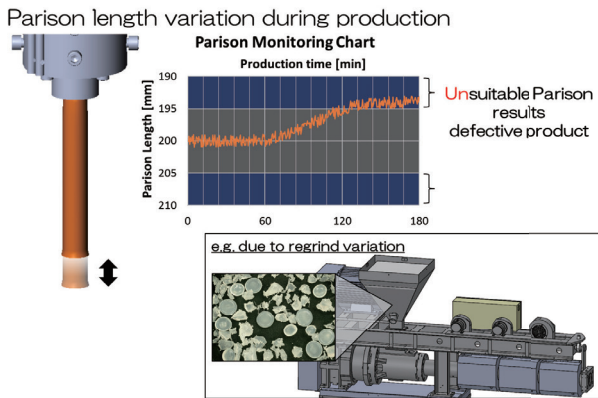 Parison length variation during production
Parison Monitoring Chart
Production time [min]
Parison Length [mm]
190
195
200
205
210
0
60
120
180
Unsuitable Parison
results
defective product
e.g. due to regrind variation